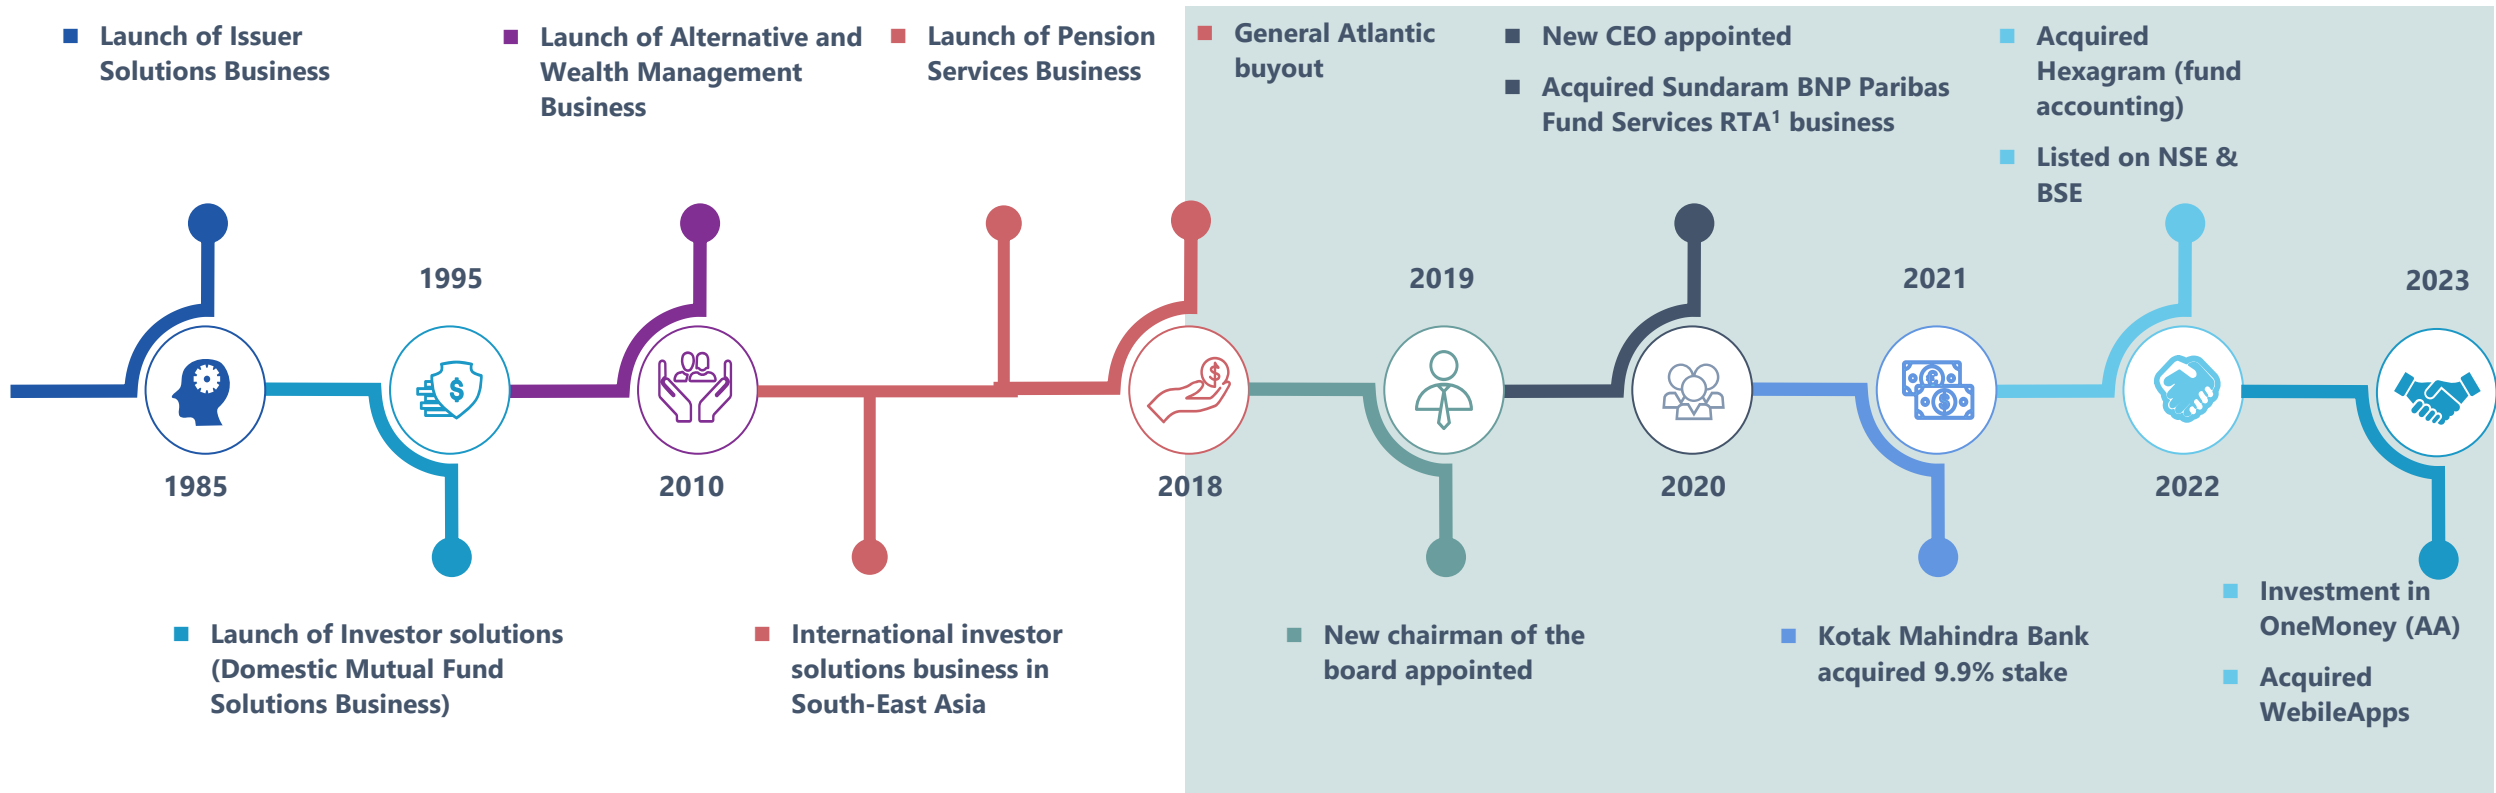 ■ Launch of Issuer
Solutions Business
■ Launch of Alternative and
Wealth Management
Business
■ Launch of Pension
Services Business
■ General Atlantic
buyout
■ New CEO appointed
■ Acquired Sundaram BNP Paribas
Fund Services RTA¹ business
■ Acquired
Hexagram (fund
accounting)
■ Listed on NSE &
BSE
1995
2019
2021
2023
1985
2010
2018
2020
2022
■ Launch of Investor solutions
(Domestic Mutual Fund
Solutions Business)
■ International investor
solutions business in
South-East Asia
■ New chairman of the
board appointed
■ Kotak Mahindra Bank
acquired 9.9% stake
■ Investment in
OneMoney (AA)
■ Acquired
WebileApps